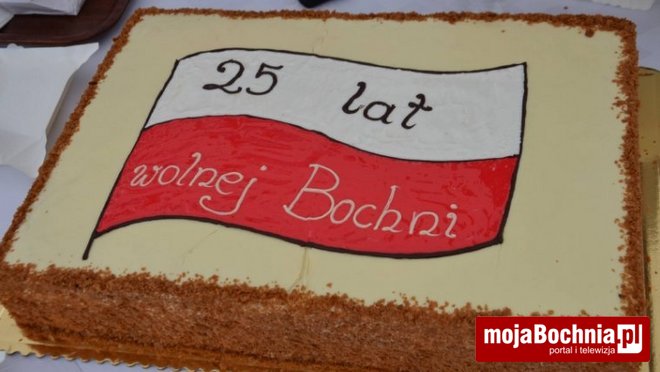 25 lat
wolnej Bochni
mojaBochnia.pl
portal i telewizja